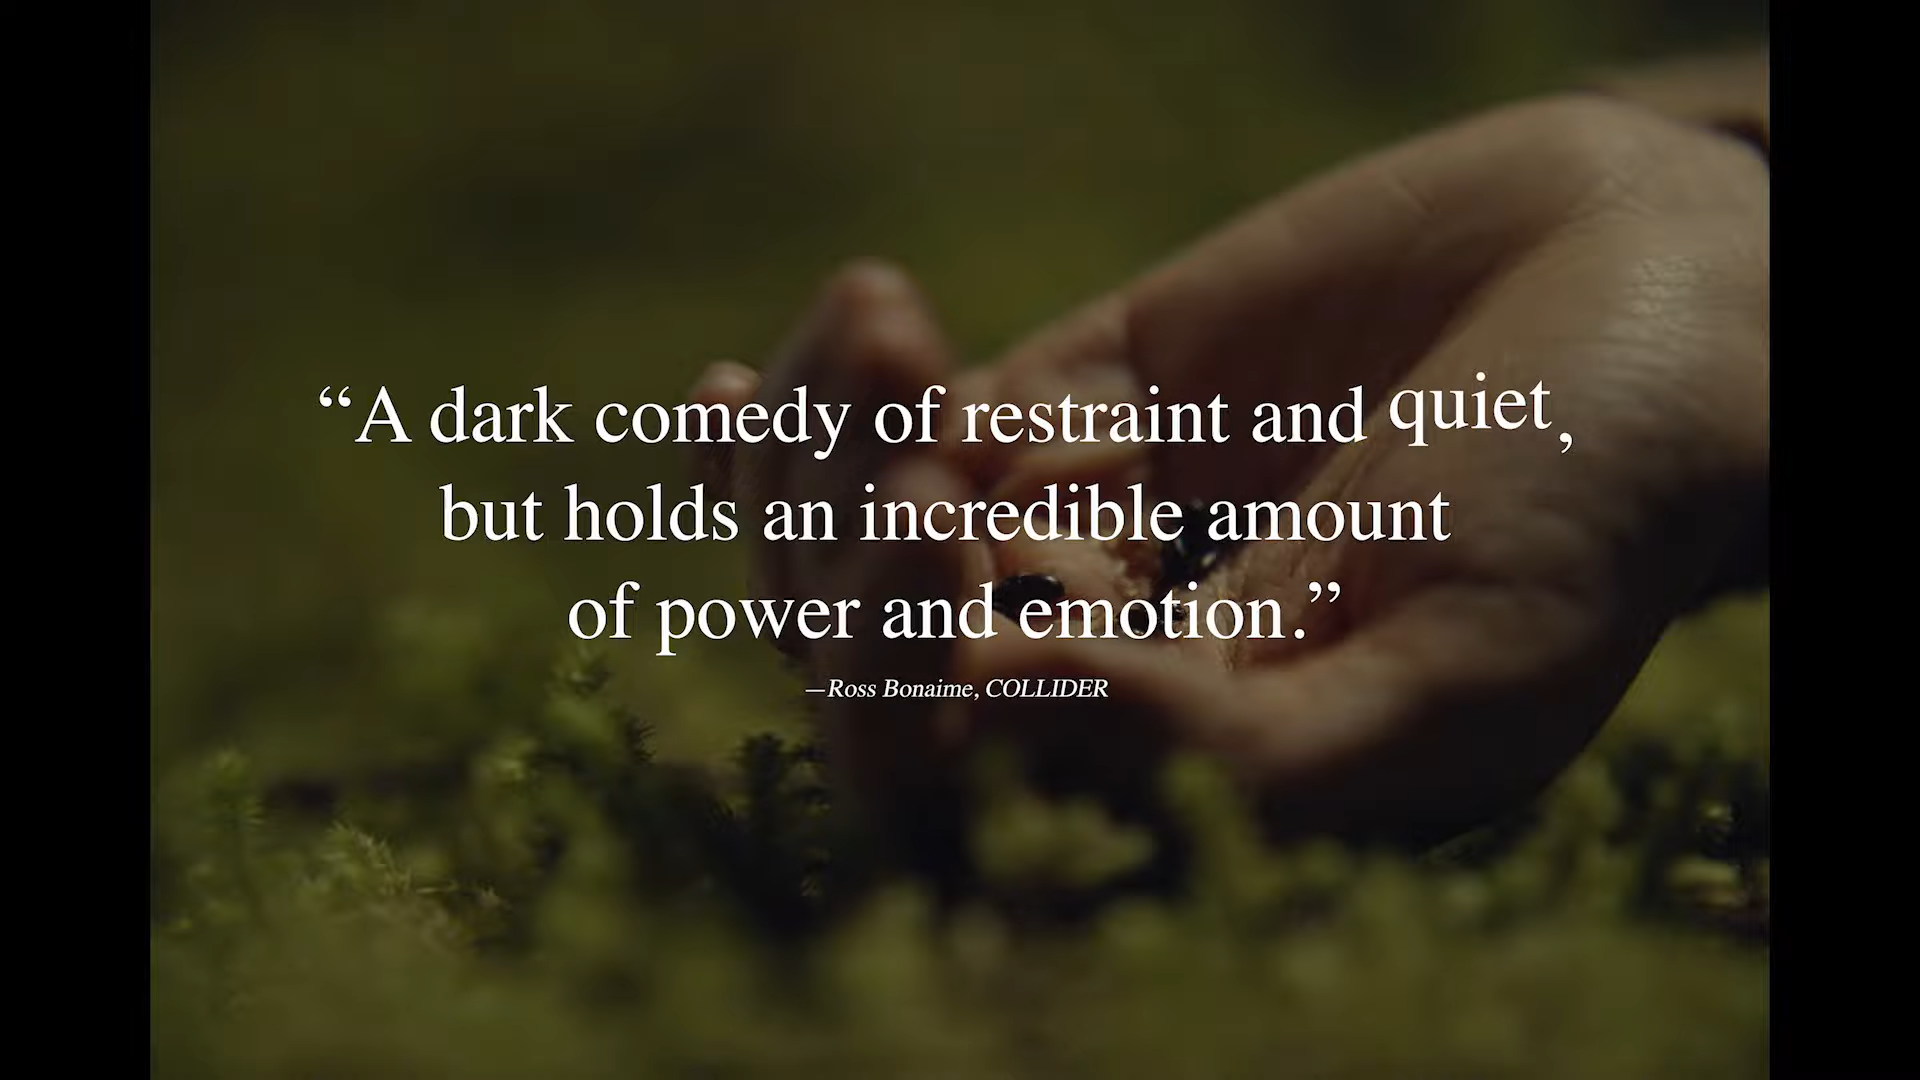 “A dark comedy of restraint and quiet,
but holds an incredible amount
of power and emotion.”
—Ross Bonaime, COLLIDER